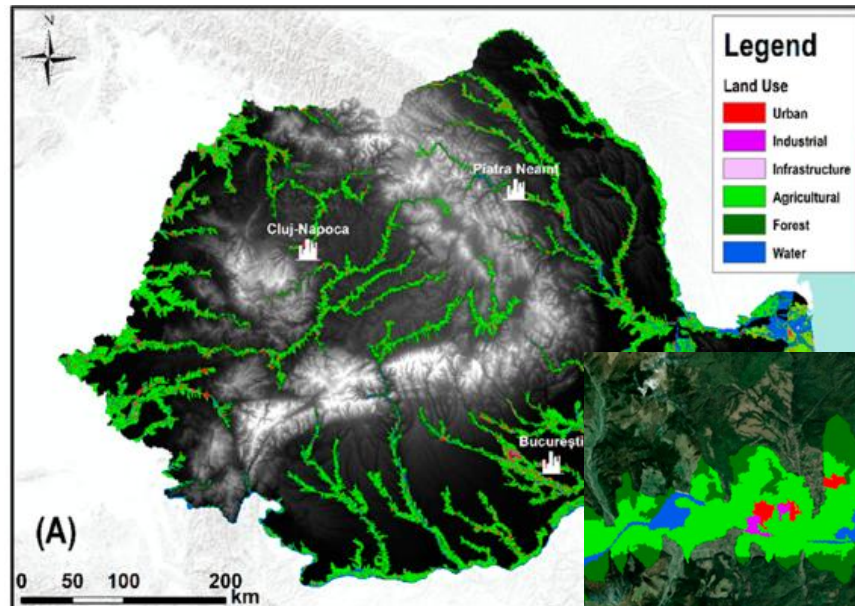 N
Legend
Land Use
Urban
Industrial
Infrastructure
Agricultural
Forest
Water
Piatra Neamț
Cluj-Napoca
București
(A)
0 50 100 200
km